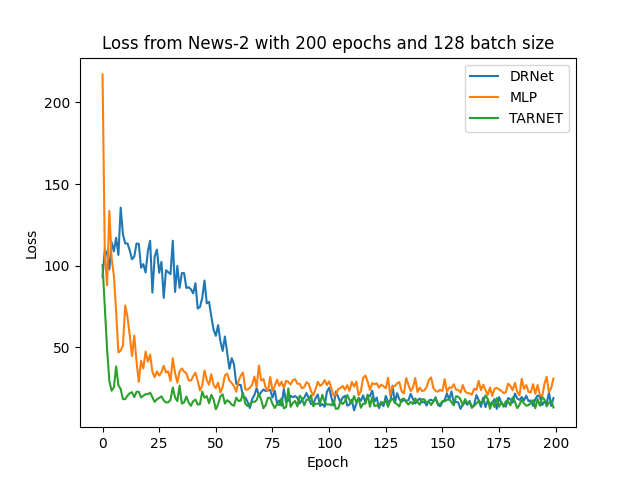 Loss from News-2 with 200 epochs and 128 batch size
DRNet
MLP
TARNET
200
150
100
50
Loss
0 25 50 75 100 125 150 175 200
Epoch